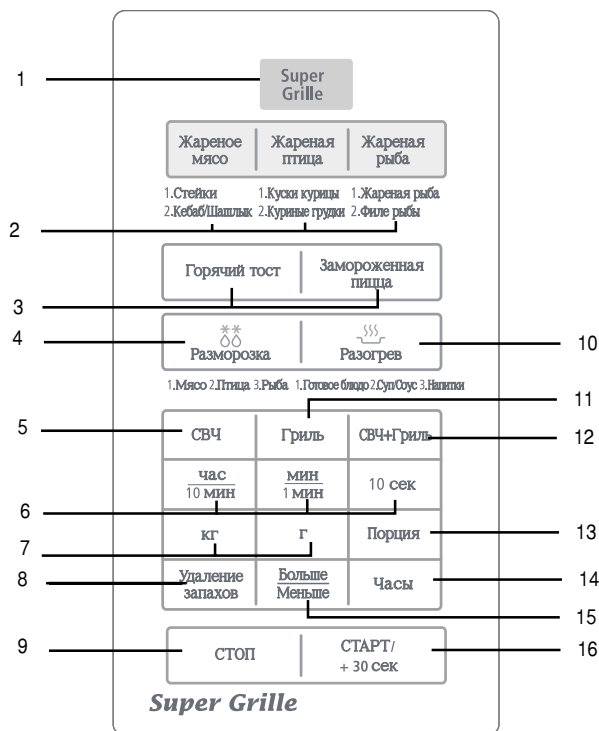 1
Super
Grille
Жареное Жареная Жареная
мясо птица рыба
1.Стейки 1.Куски курицы 1.Жареная рыба
2.Кебаб/Шашлык 2.Куриные грудки 2.Филе рыбы
2
Горячий тост Замороженная
пицца
3
4 10
Разморозка Разогрев
1.Мясо 2.Птица 3.Рыба 1.Готовое блюдо 2.Суп/Соус 3.Напитки
11
5 СВЧ Гриль СВЧ+Гриль 12
час мин 10 сек
10 мин 1 мин
6
кг г Порция 13
7
8 Удаление Больше Часы 14
запахов Меньше
15
9 СТОП СТАРТ/ 16
+ 30 сек
Super Grille